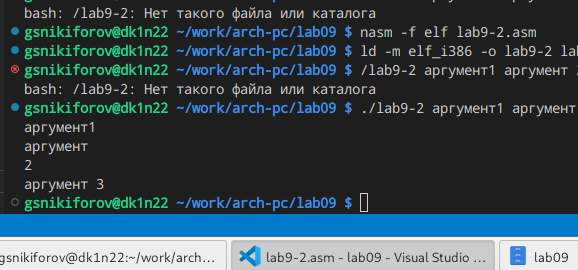 bash: /lab9-2: Нет такого файла или каталога
gsnikiforov@dk1n22 ~/work/arch-pc/lab09 $ nasm -f elf lab9-2.asm
gsnikiforov@dk1n22 ~/work/arch-pc/lab09 $ ld -m elf_i386 -o lab9-2 lab
gsnikiforov@dk1n22 ~/work/arch-pc/lab09 $ /lab9-2 аргумент1 аргумент
bash: /lab9-2: Нет такого файла или каталога
gsnikiforov@dk1n22 ~/work/arch-pc/lab09 $ ./lab9-2 аргумент1 аргумент
аргумент1
аргумент
2
аргумент 3
gsnikiforov@dk1n22 ~/work/arch-pc/lab09 $
gsnikiforov@dk1n22:~/work/arch... lab9-2.asm - lab09 - Visual Studio ... lab09